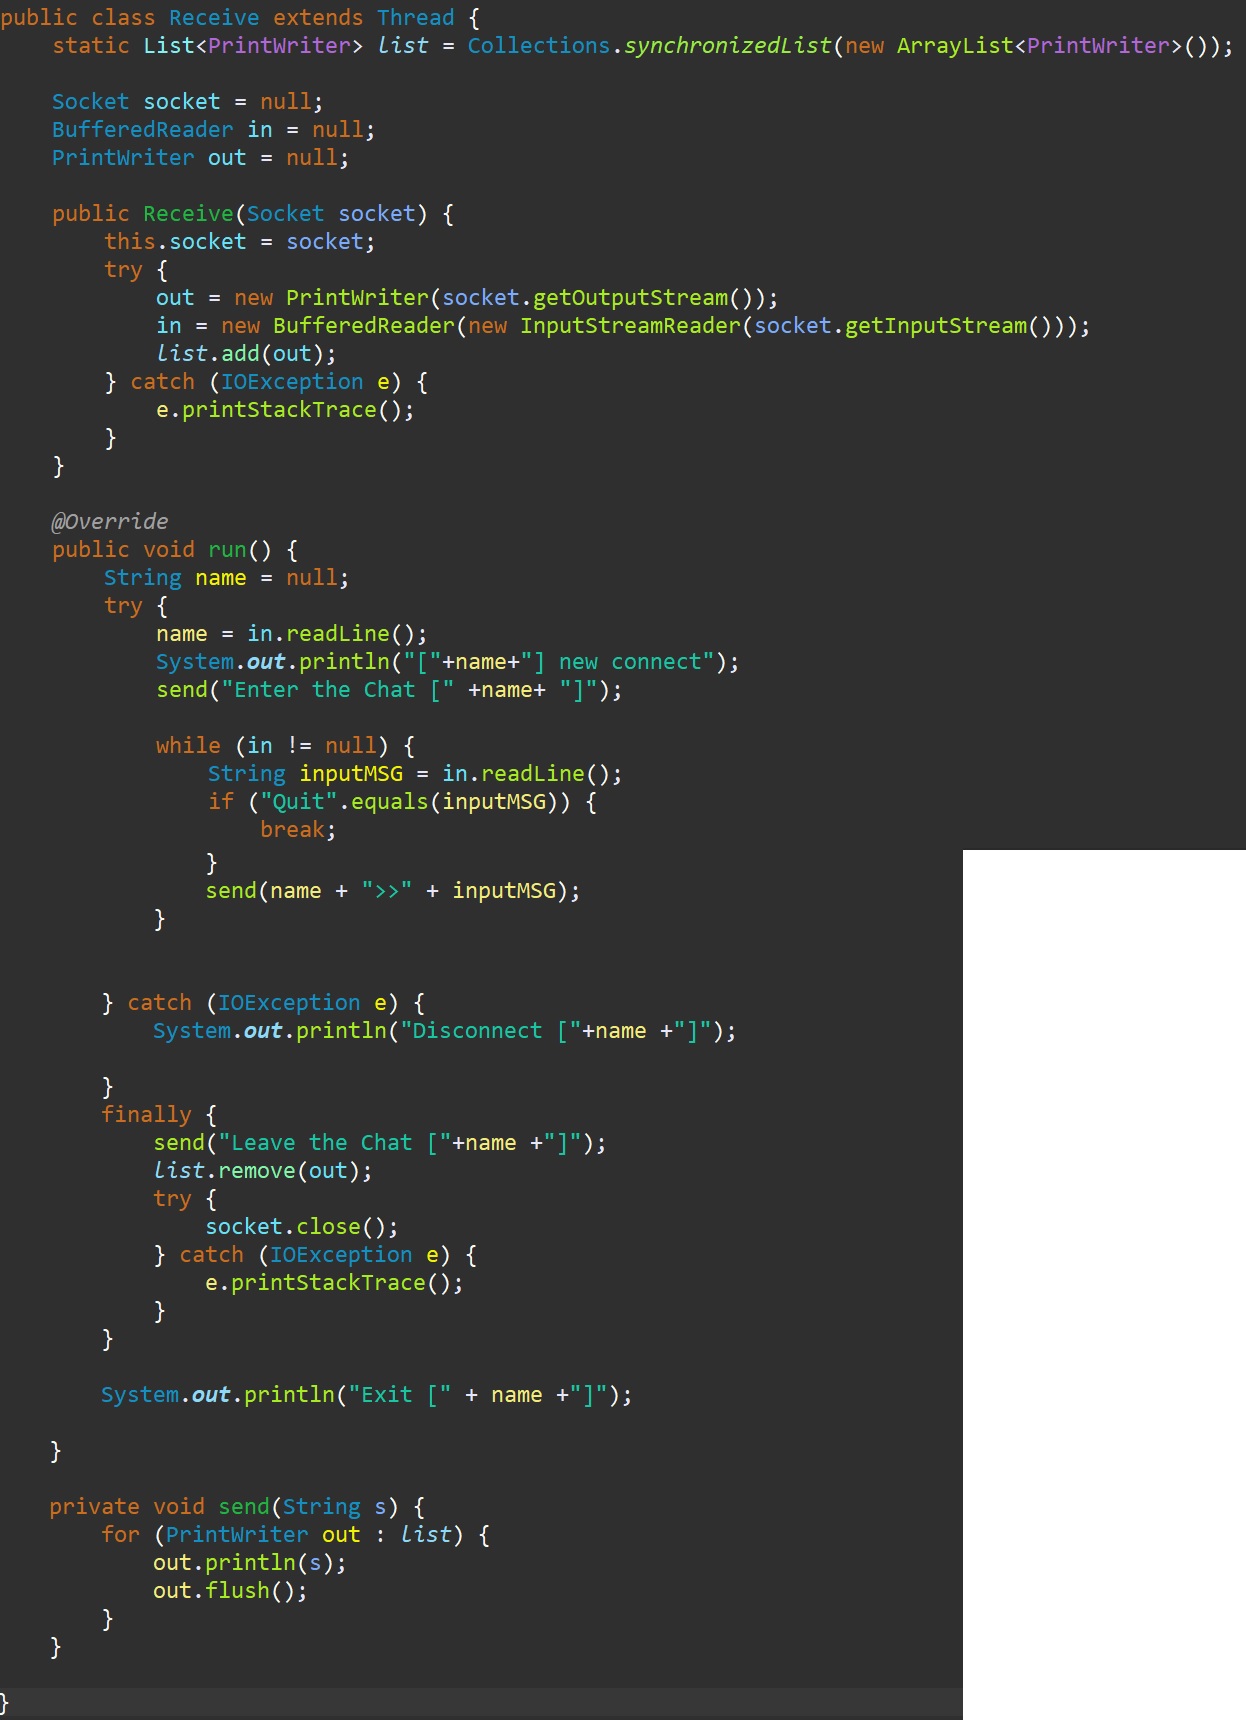 public class Receive extends Thread {
    static List<PrintWriter> list = Collections.synchronizedList(new ArrayList<PrintWriter>());

    Socket socket = null;
    BufferedReader in = null;
    PrintWriter out = null;

    public Receive(Socket socket) {
        this.socket = socket;
        try {
            out = new PrintWriter(socket.getOutputStream());
            in = new BufferedReader(new InputStreamReader(socket.getInputStream()));
            list.add(out);
        } catch (IOException e) {
            e.printStackTrace();
        }
    }

    @Override
    public void run() {
        String name = null;
        try {
            name = in.readLine();
            System.out.println("["+name+"] new connect");
            send("Enter the Chat [" +name+ "]");

            while (in != null) {
                String inputMSG = in.readLine();
                if ("Quit".equals(inputMSG)) {
                    break;
                }
                send(name + ">>" + inputMSG);
            }


        } catch (IOException e) {
            System.out.println("Disconnect ["+name +"]");

        }
        finally {
            send("Leave the Chat ["+name +"]");
            list.remove(out);
            try {
                socket.close();
            } catch (IOException e) {
                e.printStackTrace();
            }
        }

        System.out.println("Exit [" + name +"]");

    }

    private void send(String s) {
        for (PrintWriter out : list) {
            out.println(s);
            out.flush();
        }
    }

}